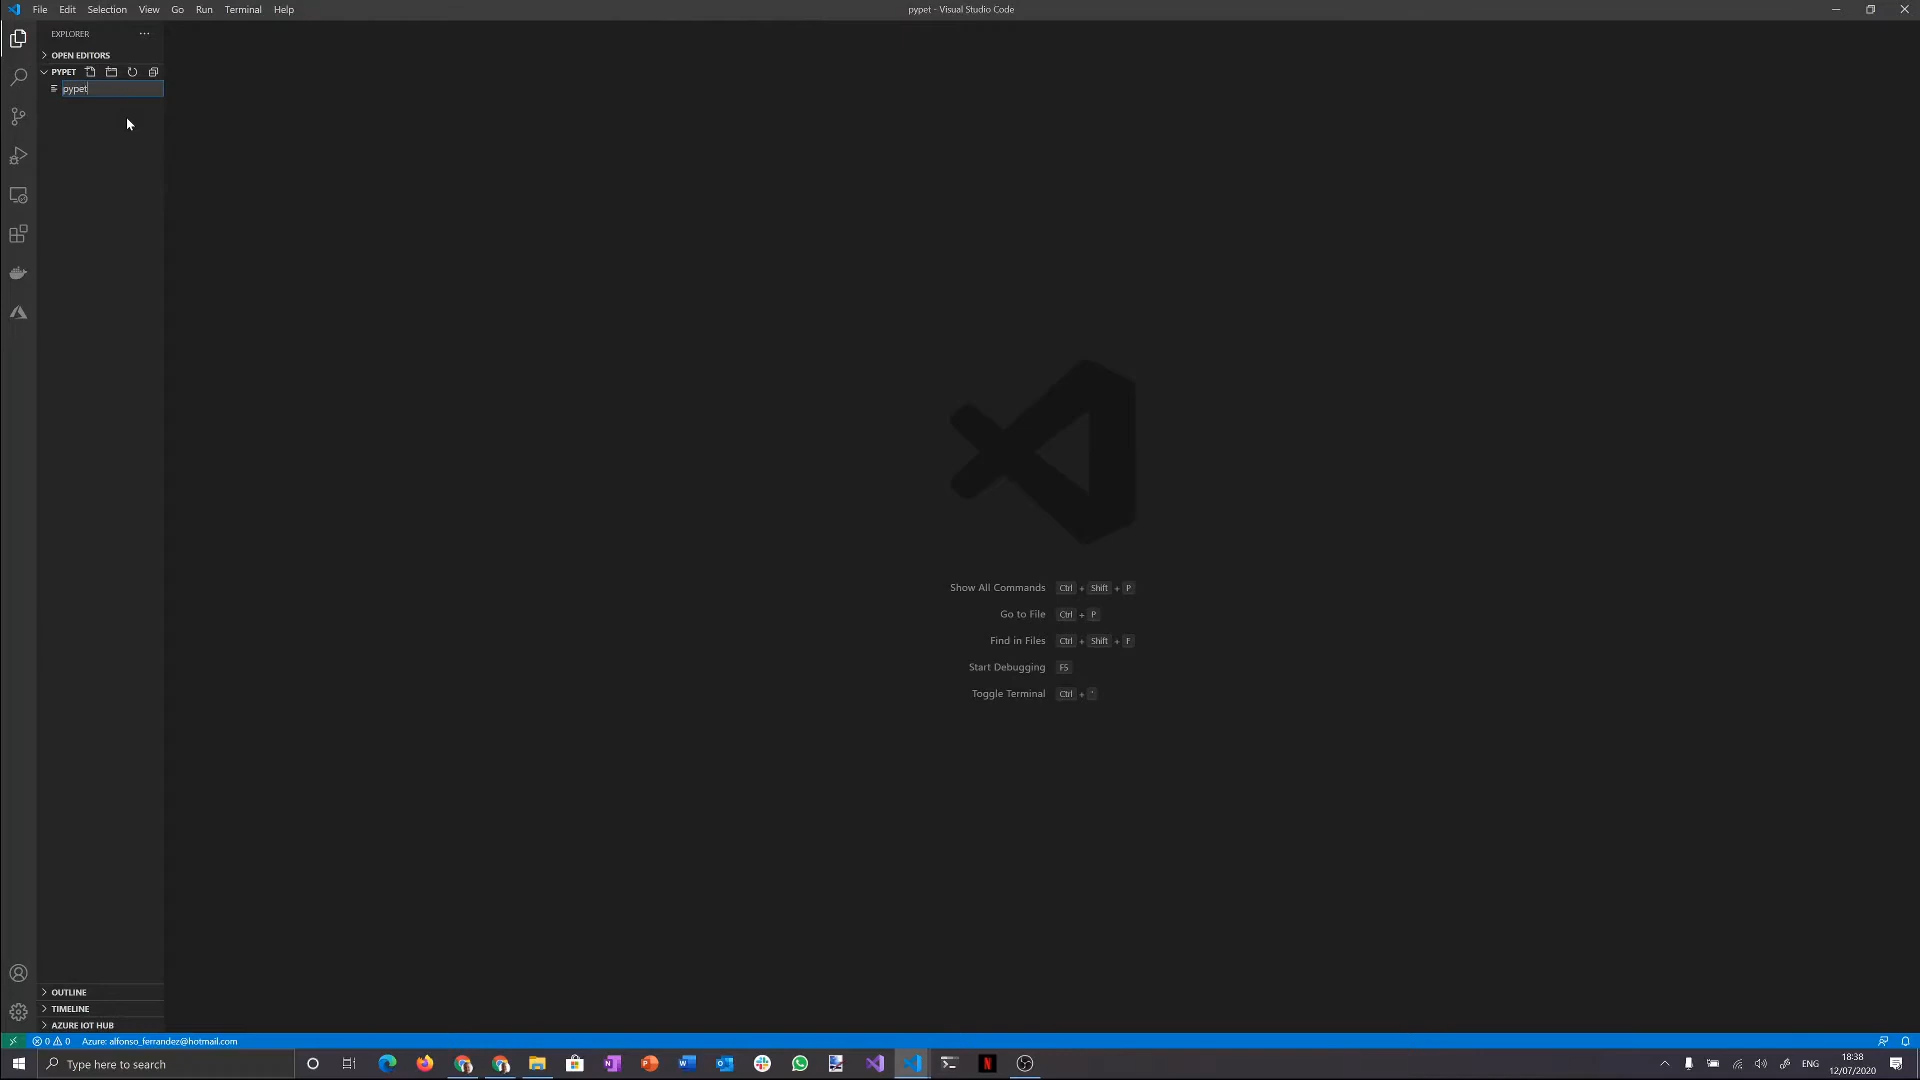 File Edit Selection View Go Run Terminal Help
pypet - Visual Studio Code
EXPLORER
OPEN EDITORS
PYPET
pypet
Show All Commands Ctrl + Shift + P
Go to File Ctrl + P
Find in Files Ctrl + Shift + F
Start Debugging F5
Toggle Terminal Ctrl + '
OUTLINE
TIMELINE
AZURE IOT HUB
0 0 Azure: alfonso_ferrandez@hotmail.com
Type here to search
ENG
18:38
12/07/2020